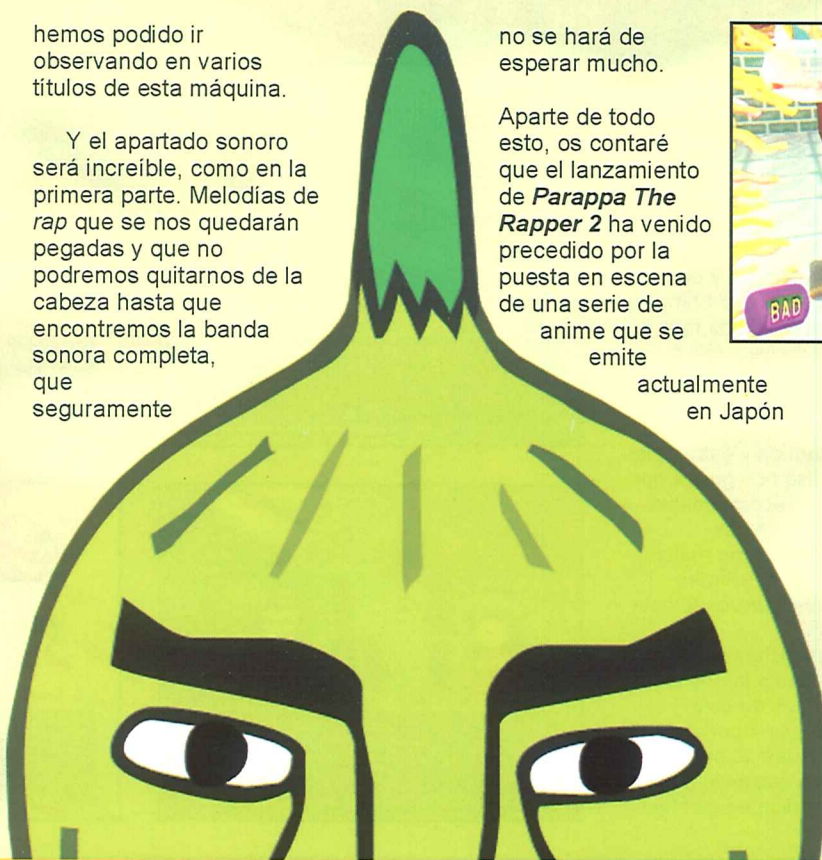 hemos podido ir
observando en varios
títulos de esta máquina.
Y el apartado sonoro
será increíble, como en la
primera parte. Melodías de
rap que se nos quedarán
pegadas y que no
podremos quitarnos de la
cabeza hasta que
encontremos la banda
sonora completa,
que
seguramente
no se hará de
esperar mucho.
Aparte de todo
esto, os contaré
que el lanzamiento
de Parappa The
Rapper 2 ha venido
precedido por la
puesta en escena
de una serie de
anime que se
emite
actualmente
en Japón
BAD